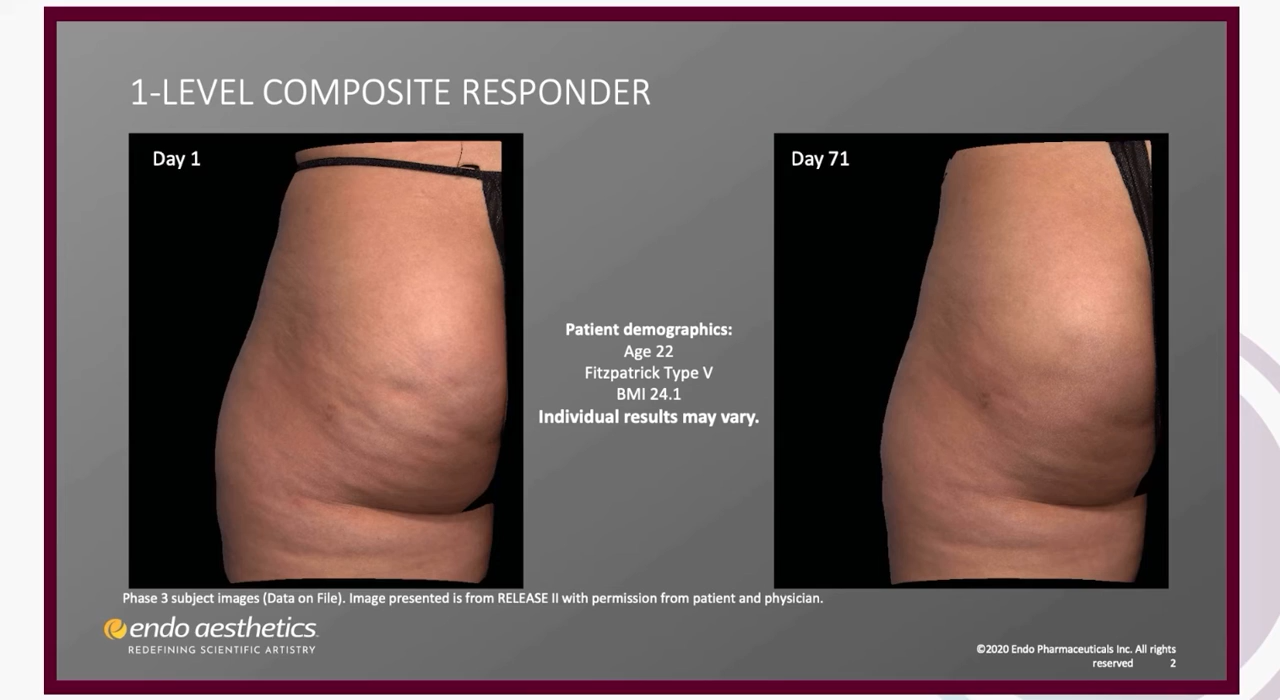 1-LEVEL COMPOSITE RESPONDER
Day 1
Day 71
Patient demographics:
Age 22
Fitzpatrick Type V
BMI 24.1
Individual results may vary.
Phase 3 subject images (Data on File). Image presented is from RELEASE II with permission from patient and physician.
endo aesthetics
REDEFINING SCIENTIFIC ARTISTRY
©2020 Endo Pharmaceuticals Inc. All rights
reserved 2